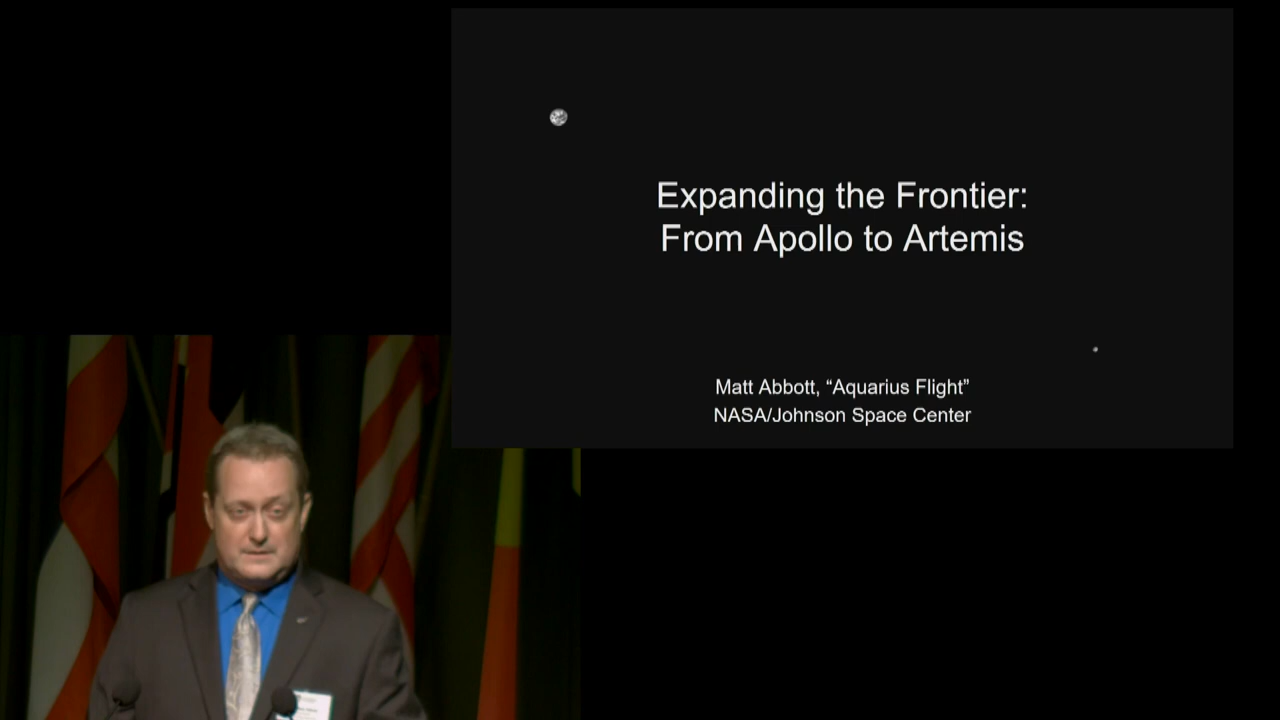 Expanding the Frontier:
From Apollo to Artemis
Matt Abbott, “Aquarius Flight”
NASA/Johnson Space Center